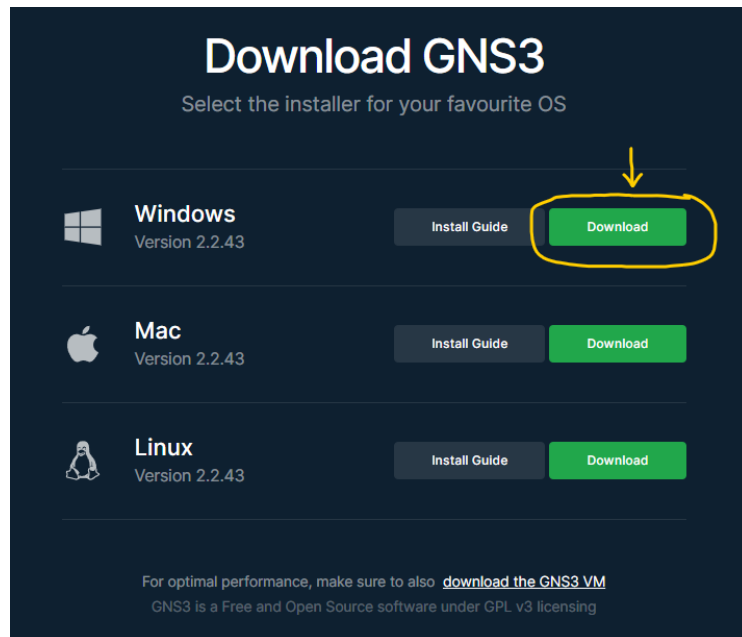 Download GNS3
Select the installer for your favourite OS
Windows
Version 2.2.43
Install Guide
Download
Mac
Version 2.2.43
Install Guide
Download
Linux
Version 2.2.43
Install Guide
Download
For optimal performance, make sure to also download the GNS3 VM
GNS3 is a Free and Open Source software under GPL v3 licensing